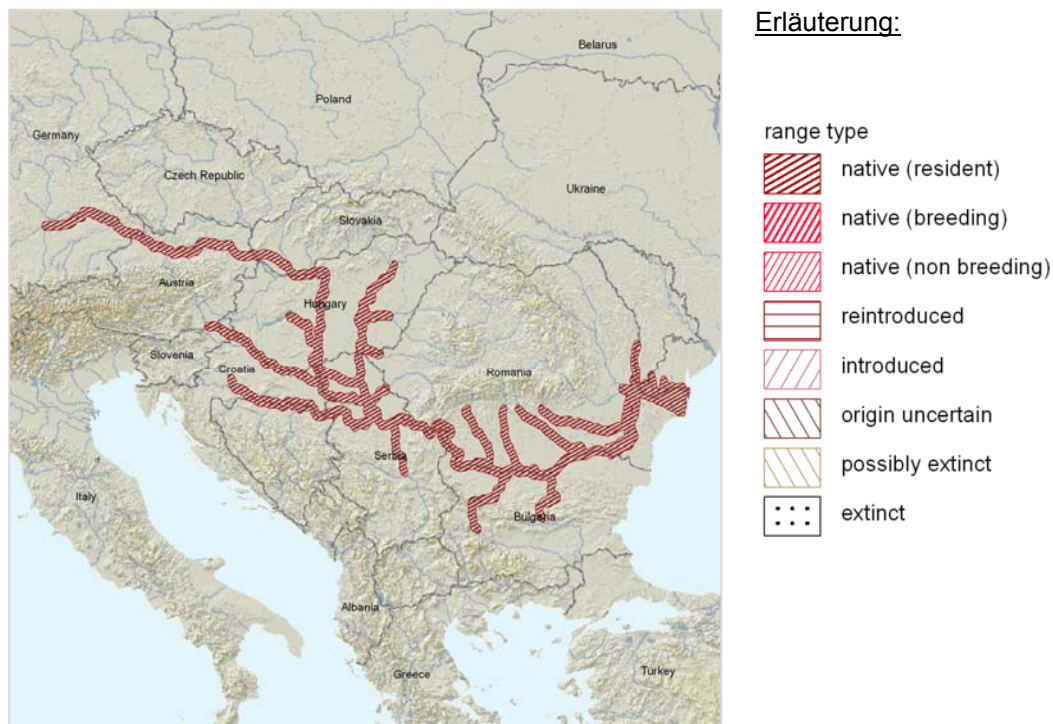 Erläuterung:
Belarus
Poland
Germany
Czech Republic
Ukraine
Slovakia
Austria
Hungary
Slovenia
Croatia
Romania
Serbia
Italy
Bulgaria
Albania
Greece
Turkey
range type
native (resident)
native (breeding)
native (non breeding)
reintroduced
introduced
origin uncertain
possibly extinct
extinct